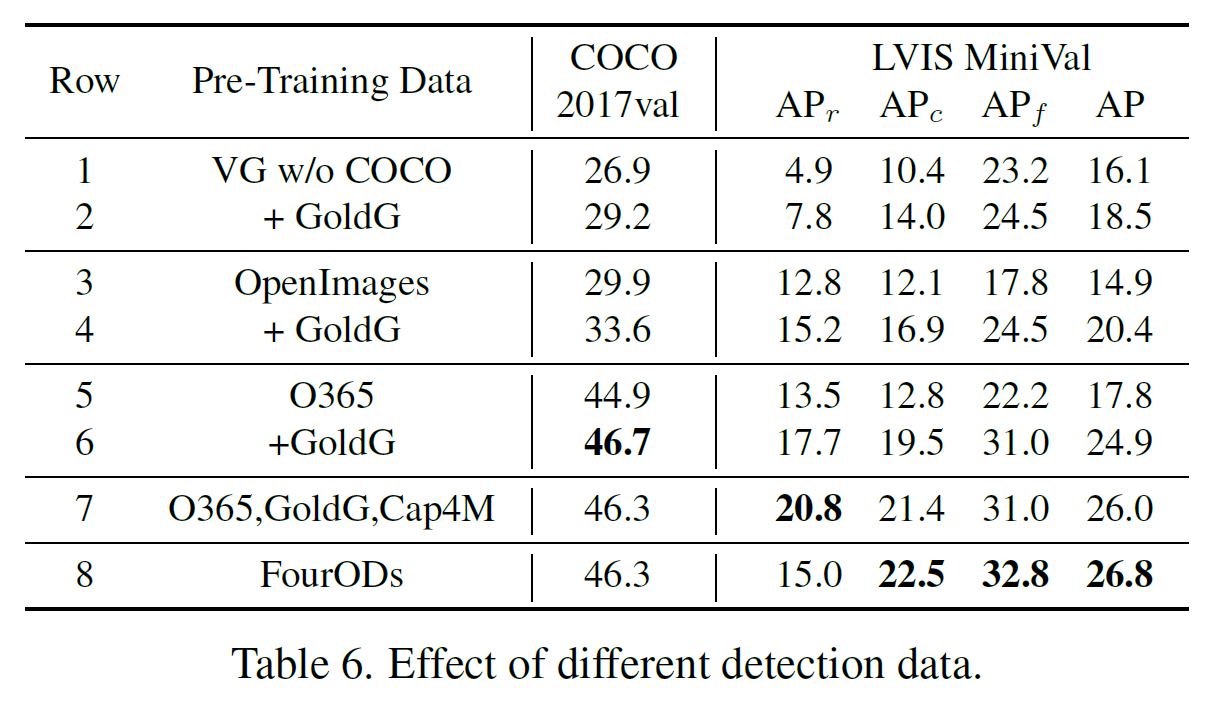 Row Pre-Training Data COCO 2017val LVIS MiniVal
APr APc APf AP
1 VG w/o COCO 26.9 4.9 10.4 23.2 16.1
2 + GoldG 29.2 7.8 14.0 24.5 18.5
3 OpenImages 29.9 12.8 12.1 17.8 14.9
4 + GoldG 33.6 15.2 16.9 24.5 20.4
5 O365 44.9 13.5 12.8 22.2 17.8
6 +GoldG 46.7 17.7 19.5 31.0 24.9
7 O365,GoldG,Cap4M 46.3 20.8 21.4 31.0 26.0
8 FourODs 46.3 15.0 22.5 32.8 26.8
Table 6. Effect of different detection data.